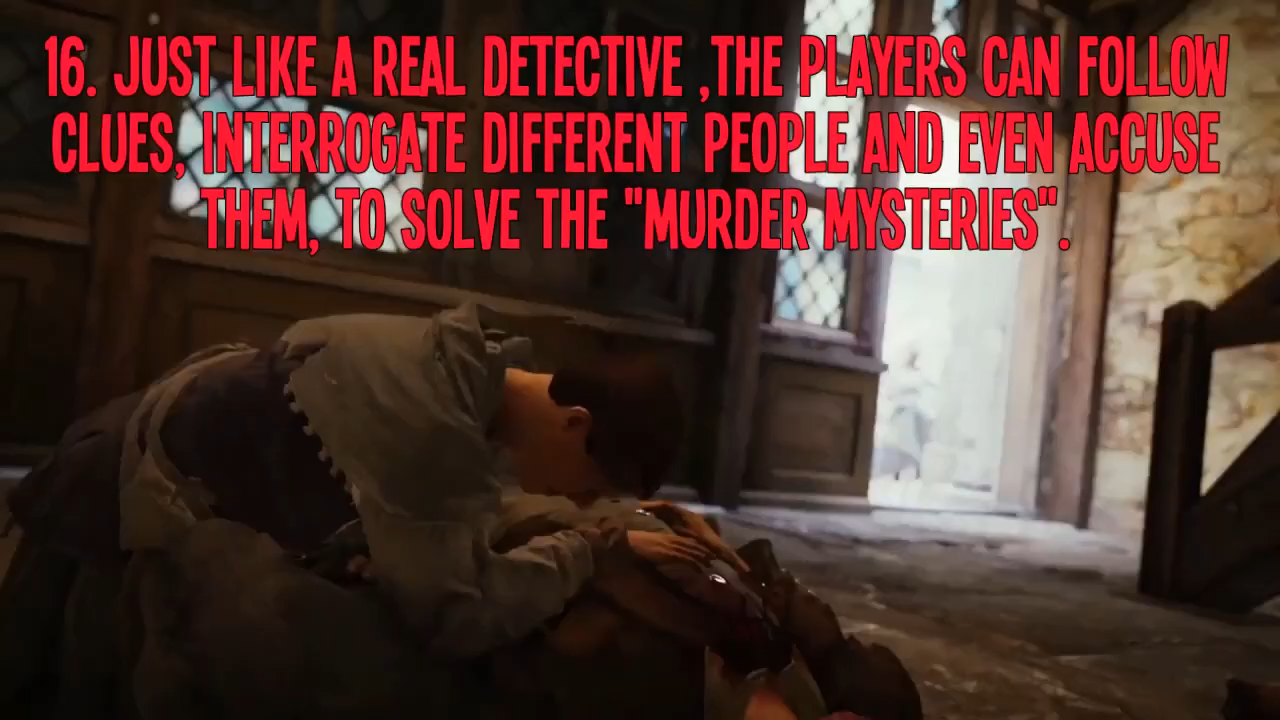 16. JUST LIKE A REAL DETECTIVE ,THE PLAYERS CAN FOLLOW
CLUES, INTERROGATE DIFFERENT PEOPLE AND EVEN ACCUSE
THEM, TO SOLVE THE "MURDER MYSTERIES".